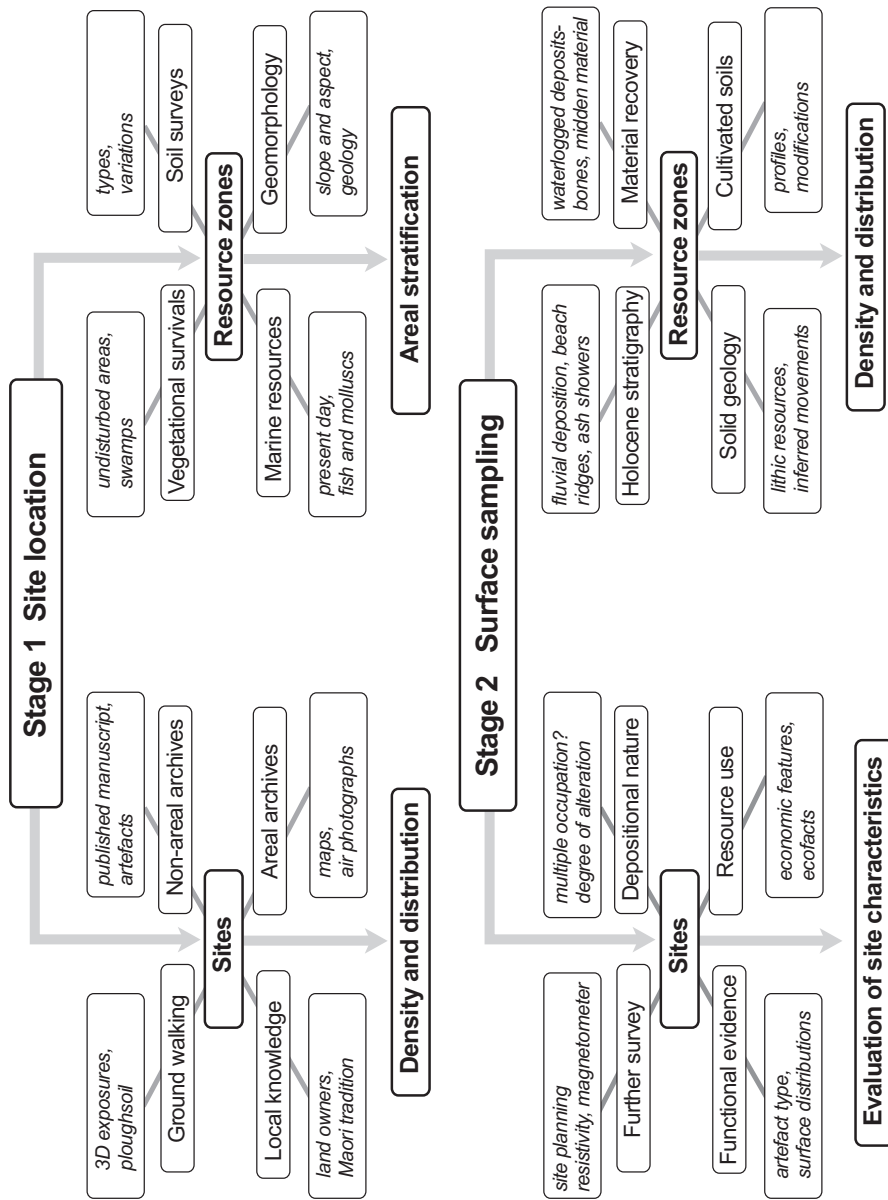 Stage 1  Site location
3D exposures,
ploughsoil
Ground walking
published manuscript,
artefacts
Non-areal archives
Sites
Local knowledge
land owners,
Maori tradition
Areal archives
maps,
air photographs
Density and distribution
undisturbed areas,
swamps
Vegetational survivals
types,
variations
Soil surveys
Resource zones
Marine resources
present day,
fish and molluscs
Geomorphology
slope and aspect,
geology
Areal stratification
Stage 2  Surface sampling
site planning
resistivity, magnetometer
Further survey
multiple occupation?
degree of alteration
Depositional nature
Sites
Functional evidence
artefact type,
surface distributions
Resource use
economic features,
ecofacts
Evaluation of site characteristics
fluvial deposition, beach
ridges, ash showers
Holocene stratigraphy
waterlogged deposits-
bones, midden material
Material recovery
Resource zones
Solid geology
lithic resources,
inferred movements
Cultivated soils
profiles,
modifications
Density and distribution